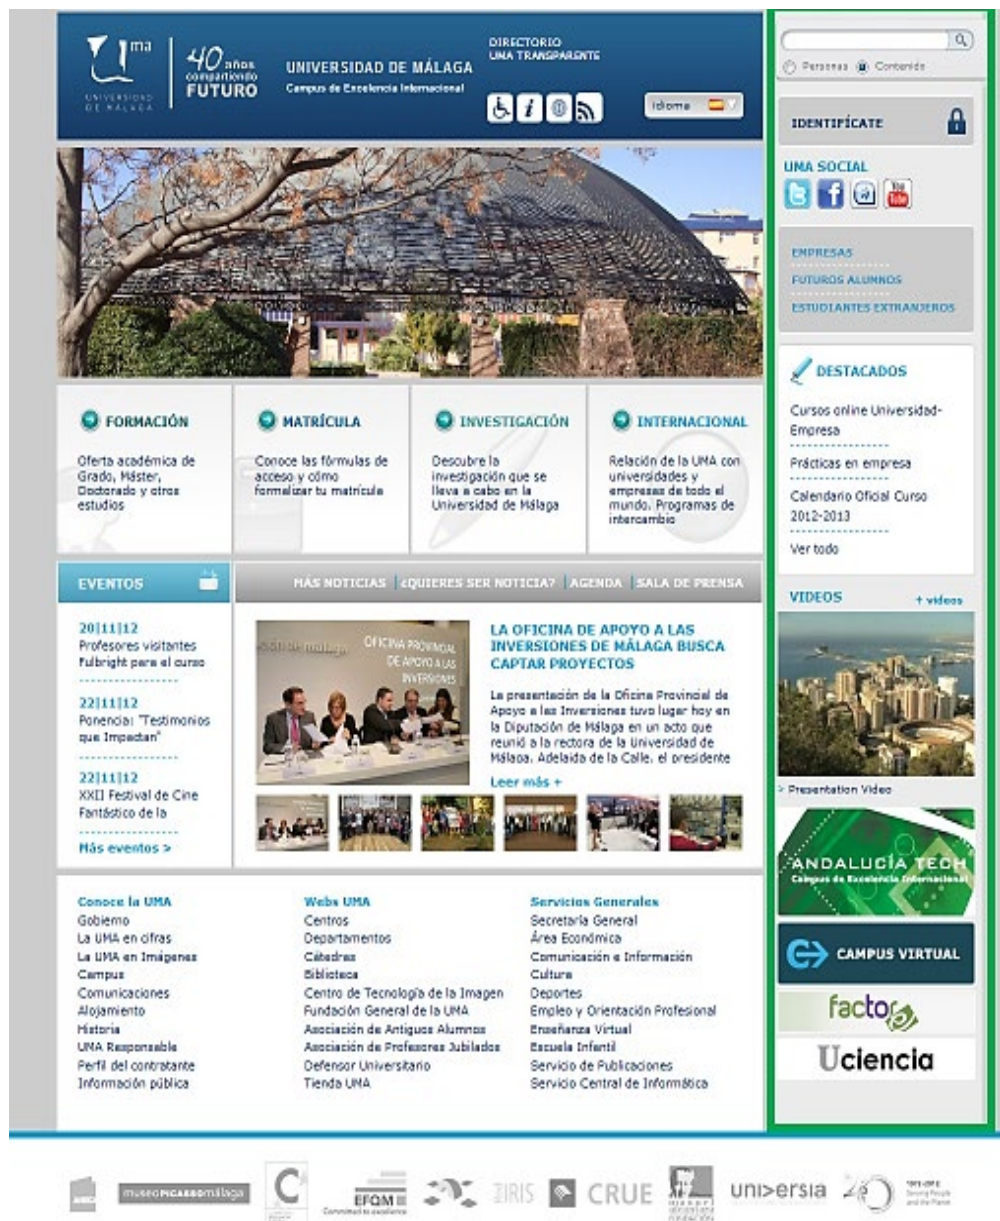 uma
UNIVERSIDAD
DE MÁLAGA
40 años
compartiendo
FUTURO
UNIVERSIDAD DE MÁLAGA
Campus de Excelencia Internacional
DIRECTORIO
UMA TRANSPARENTE
Idioma
Personas Contenido
IDENTIFÍCATE
UMA SOCIAL
You
Tube
EMPRESAS
FUTUROS ALUMNOS
ESTUDIANTES EXTRANJEROS
DESTACADOS
Cursos online Universidad-
Empresa
Prácticas en empresa
Calendario Oficial Curso
2012-2013
Ver todo
FORMACIÓN
Oferta académica de
Grado, Máster,
Doctorado y otros
estudios
MATRÍCULA
Conoce las fórmulas de
acceso y cómo
formalizar tu matrícula
INVESTIGACIÓN
Descubre la
investigación que se
lleva a cabo en la
Universidad de Málaga
INTERNACIONAL
Relación de la UMA con
universidades y
empresas de todo el
mundo. Programas de
intercambio
EVENTOS
20|11|12
Profesores visitantes
Fulbright para el curso
22|11|12
Ponencia: "Testimonios
que Impactan"
22|11|12
XXII Festival de Cine
Fantástico de la
Más eventos >
MÁS NOTICIAS | ¿QUIERES SER NOTICIA? | AGENDA | SALA DE PRENSA
OFICINA PROVINCIAL
DE APOYO A LAS
INVERSIONES
LA OFICINA DE APOYO A LAS
INVERSIONES DE MÁLAGA BUSCA
CAPTAR PROYECTOS
La presentación de la Oficina Provincial de
Apoyo a las Inversiones tuvo lugar hoy en
la Diputación de Málaga en un acto que
reunió a la rectora de la Universidad de
Málaga, Adelaida de la Calle, el presidente
Leer más +
VIDEOS + videos
> Presentation Video
ANDALUCÍA TECH
Campus de Excelencia Internacional
CAMPUS VIRTUAL
factor
Uciencia
Conoce la UMA
Gobierno
La UMA en cifras
La UMA en Imágenes
Campus
Comunicaciones
Alojamiento
Historia
UMA Responsable
Perfil del contratante
Información pública
Webs UMA
Centros
Departamentos
Cátedras
Biblioteca
Centro de Tecnología de la Imagen
Fundación General de la UMA
Asociación de Antiguos Alumnos
Asociación de Profesores Jubilados
Defensor Universitario
Tienda UMA
Servicios Generales
Secretaría General
Área Económica
Comunicación e Información
Cultura
Deportes
Empleo y Orientación Profesional
Enseñanza Virtual
Escuela Infantil
Servicio de Publicaciones
Servicio Central de Informática
museoPICASSOmálaga
EFQM
Committed to excellence
IRIS
CRUE
universia